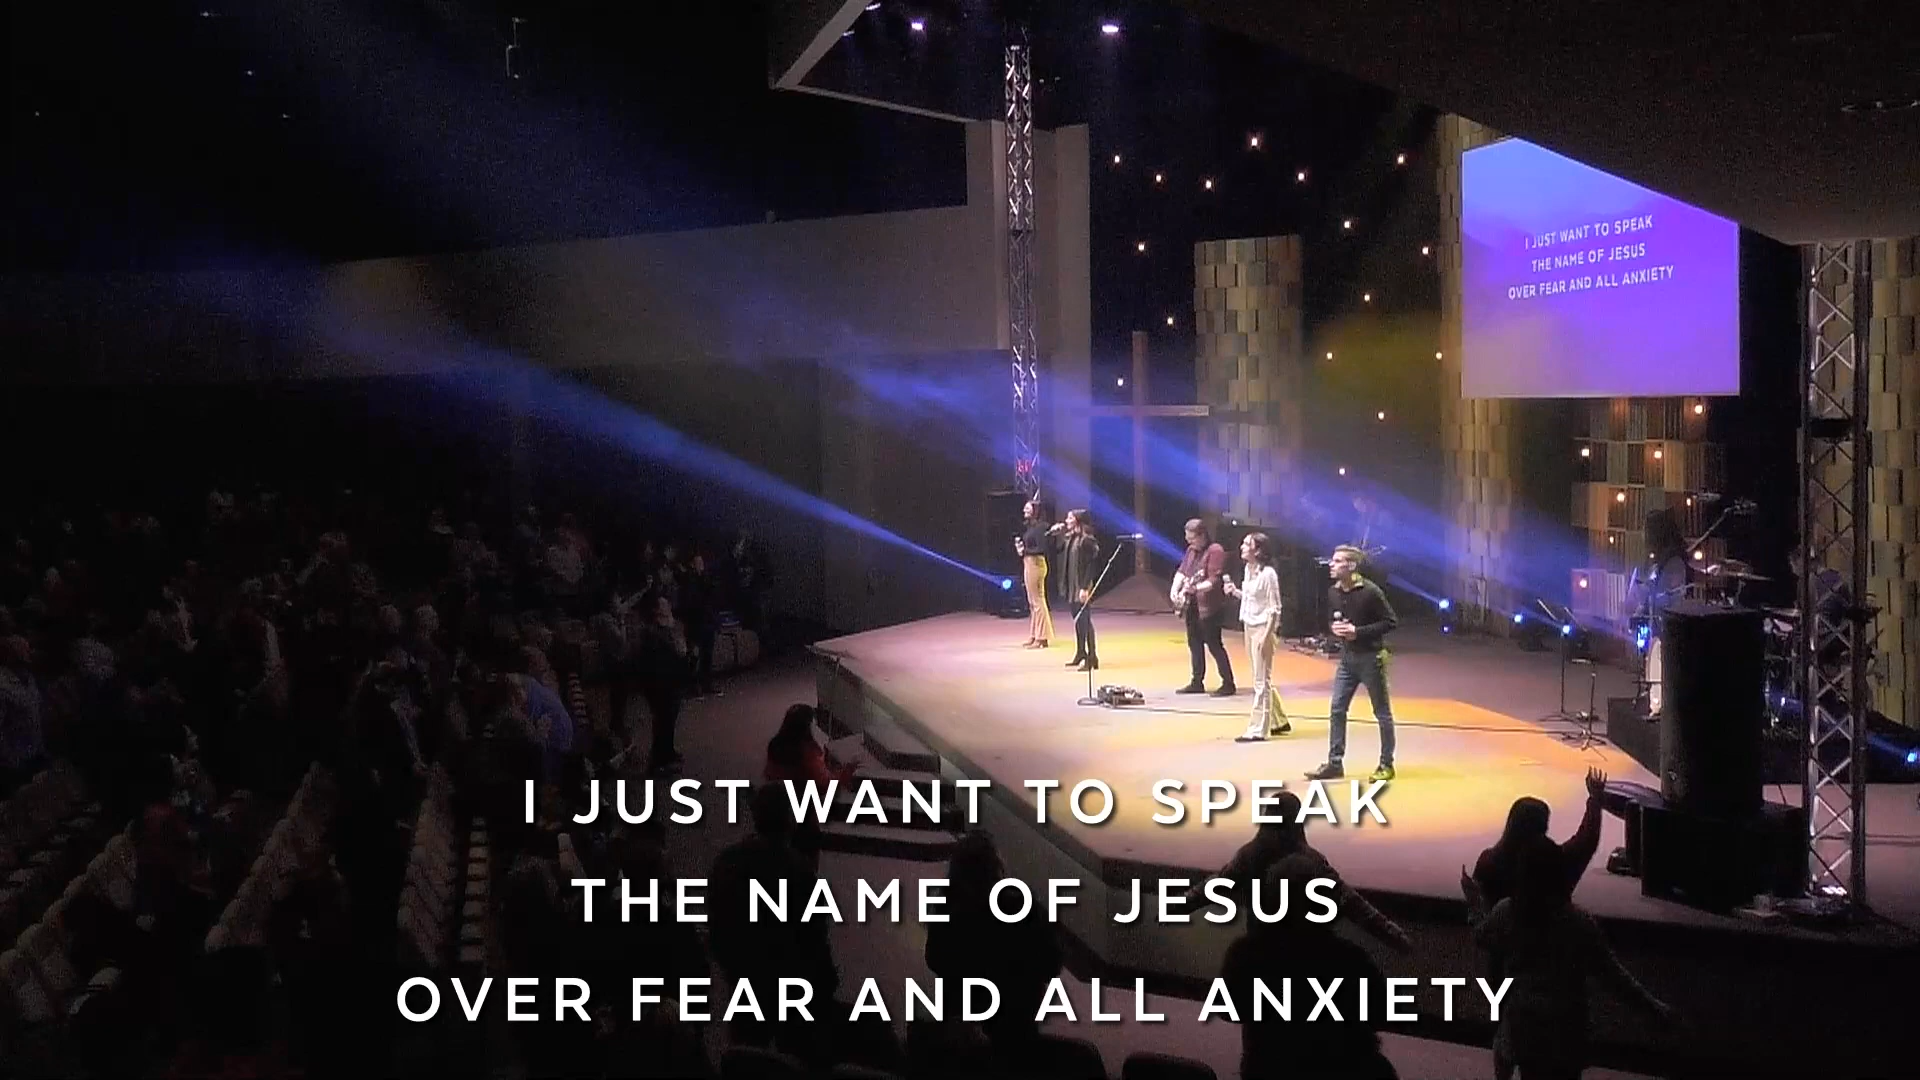 I JUST WANT TO SPEAK
THE NAME OF JESUS
OVER FEAR AND ALL ANXIETY
I JUST WANT TO SPEAK
THE NAME OF JESUS
OVER FEAR AND ALL ANXIETY